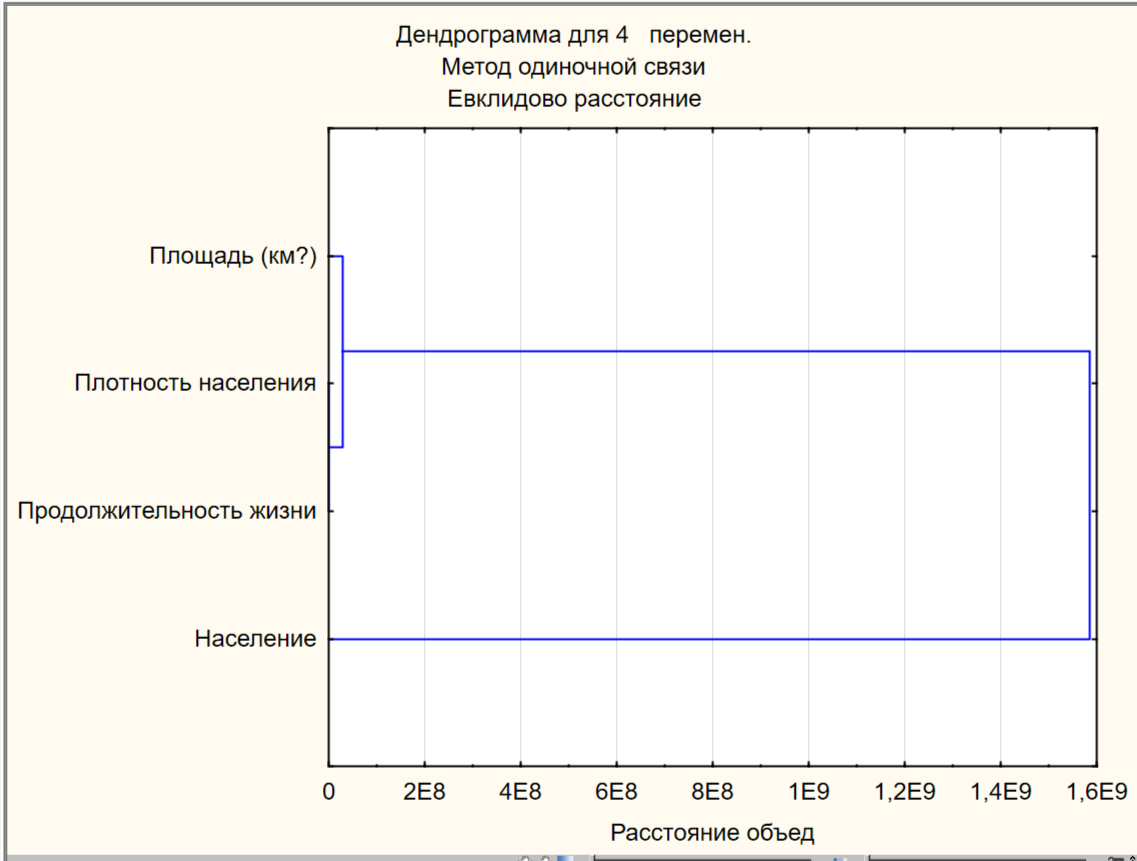 Дендрограмма для 4 перемен.
Метод одиночной связи
Евклидово расстояние
Площадь (км?)
Плотность населения
Продолжительность жизни
Население
0 2E8 4E8 6E8 8E8 1E9 1,2E9 1,4E9 1,6E9
Расстояние объед